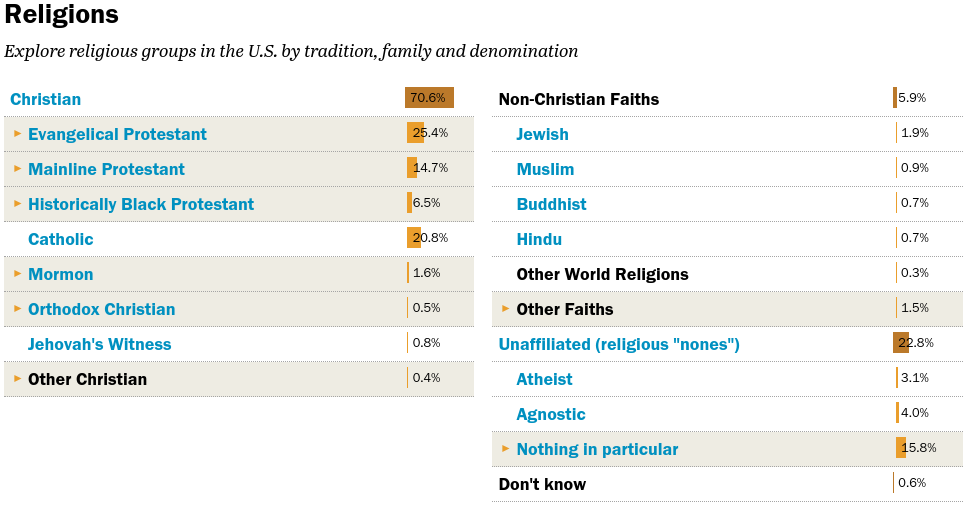 Religions
Explore religious groups in the U.S. by tradition, family and denomination
Christian 70.6%
Evangelical Protestant 25.4%
Mainline Protestant 14.7%
Historically Black Protestant 6.5%
Catholic 20.8%
Mormon 1.6%
Orthodox Christian 0.5%
Jehovah's Witness 0.8%
Other Christian 0.4%
Non-Christian Faiths 5.9%
Jewish 1.9%
Muslim 0.9%
Buddhist 0.7%
Hindu 0.7%
Other World Religions 0.3%
Other Faiths 1.5%
Unaffiliated (religious "nones") 22.8%
Atheist 3.1%
Agnostic 4.0%
Nothing in particular 15.8%
Don't know 0.6%